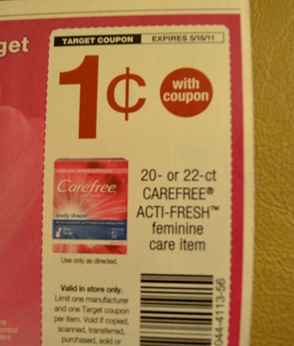 get
TARGET COUPON EXPIRES 5/15/11
1¢
with
coupon
Carefree
body shape
20- or 22-ct
CAREFREE®
ACTI-FRESH™
feminine
care item
Use only as directed.
Valid in store only.
Limit one manufacturer
and one Target coupon
per item. Void if copied,
scanned, transferred,
purchased, sold or
044-4113-56